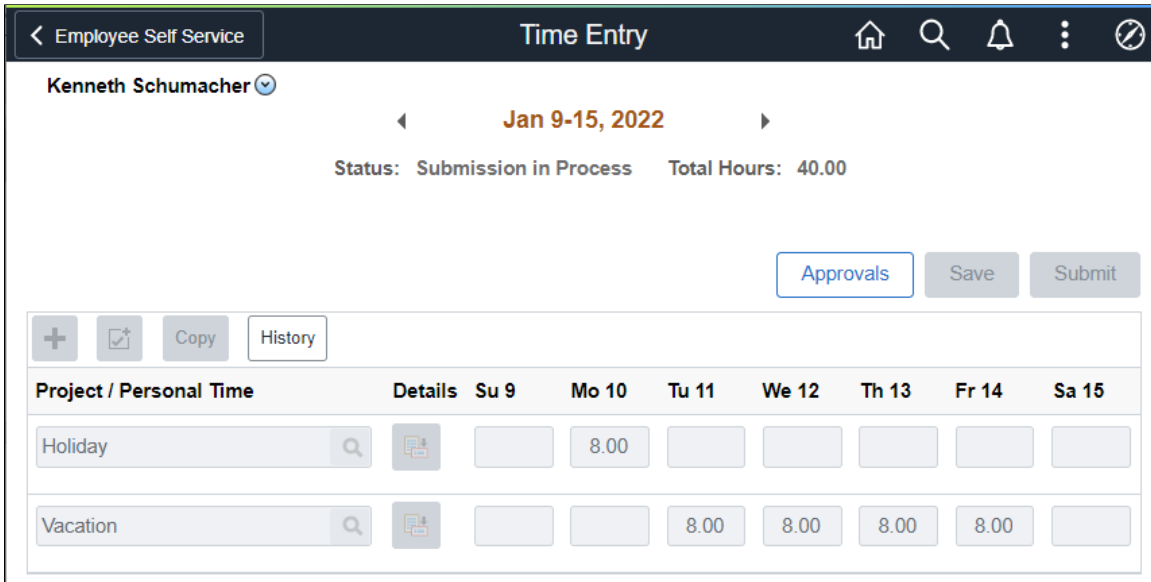 Employee Self Service Time Entry
Kenneth Schumacher
Jan 9-15, 2022
Status: Submission in Process Total Hours: 40.00
Approvals Save Submit
Copy History
Project / Personal Time Details Su 9 Mo 10 Tu 11 We 12 Th 13 Fr 14 Sa 15
Holiday 8.00
Vacation 8.00 8.00 8.00 8.00